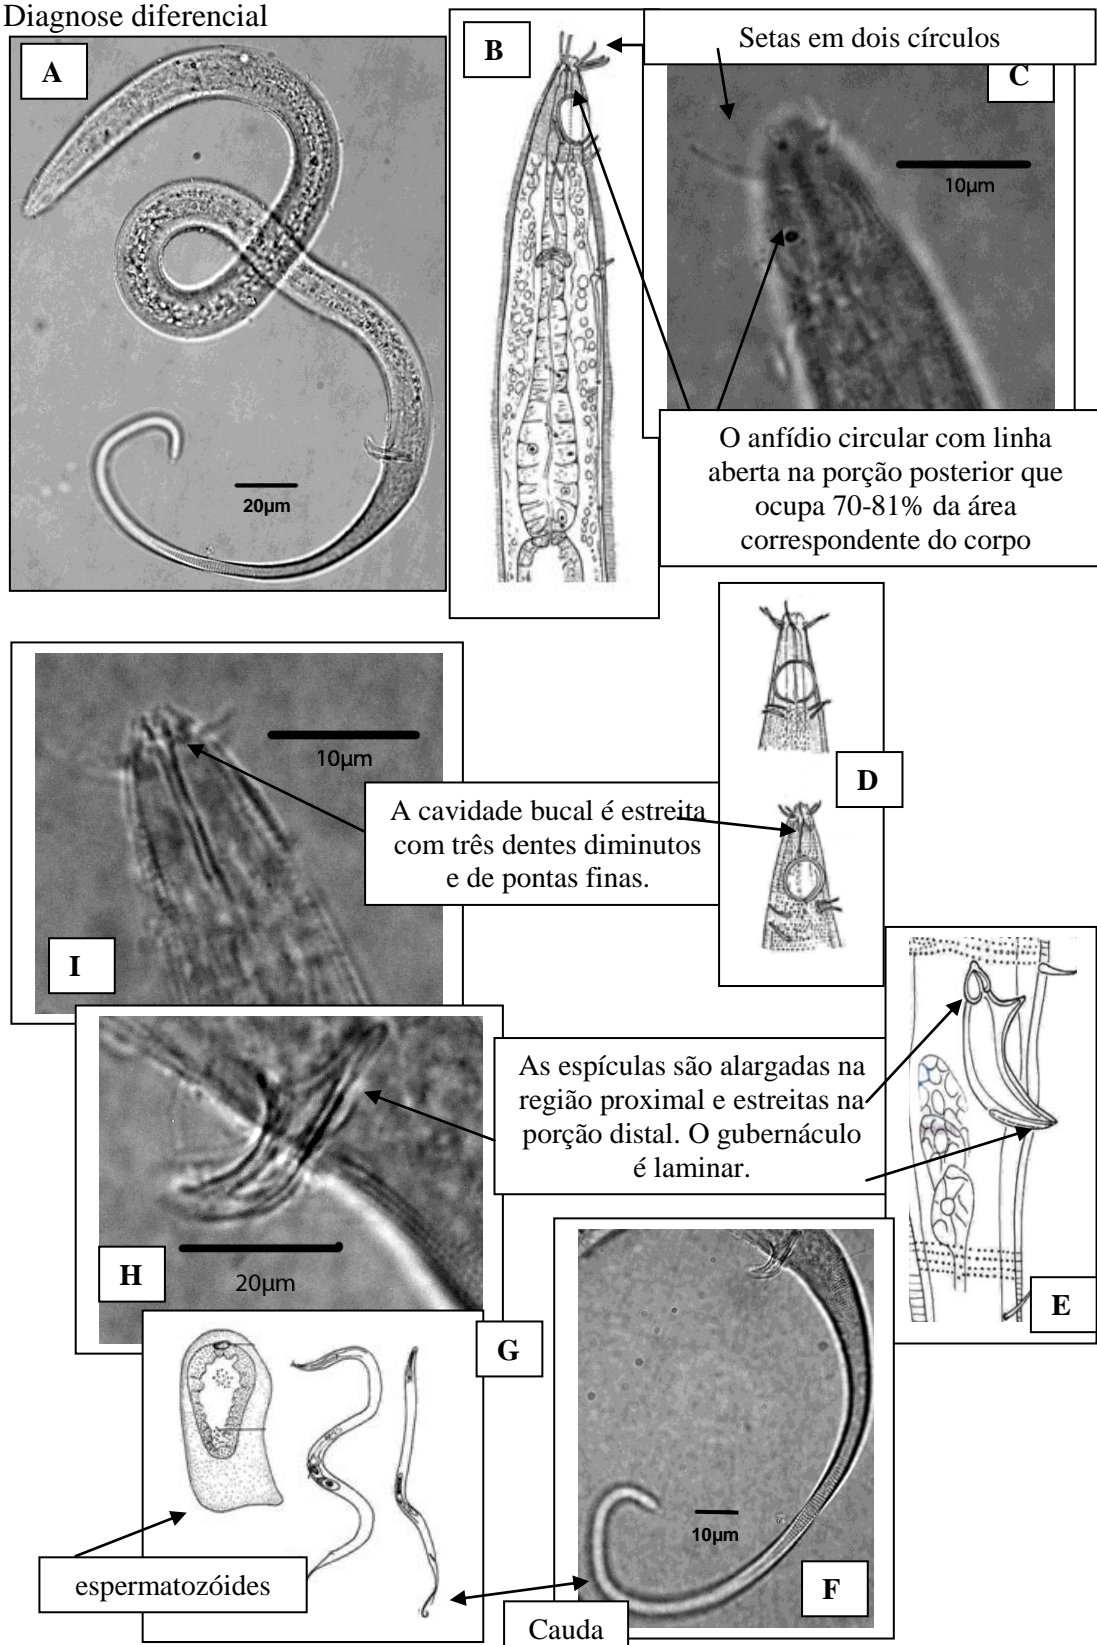 Diagnose diferencial
A
20µm
B
Setas em dois círculos
C
10µm
O anfídio circular com linha
aberta na porção posterior que
ocupa 70-81% da área
correspondente do corpo
I
10µm
A cavidade bucal é estreita
com três dentes diminutos
e de pontas finas.
D
H
20µm
As espículas são alargadas na
região proximal e estreitas na
porção distal. O gubernáculo
é laminar.
E
G
espermatozóides
F
10µm
Cauda